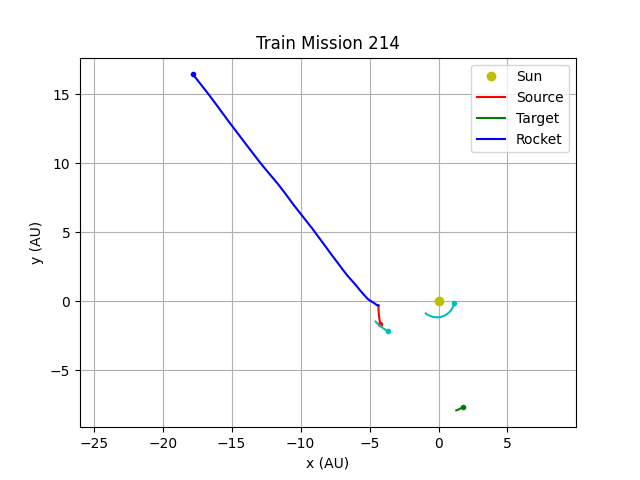 Train Mission 214
Sun
Source
Target
Rocket
y (AU)
15
10
5
0
−5
−25
−20
−15
−10
−5
0
5
x (AU)